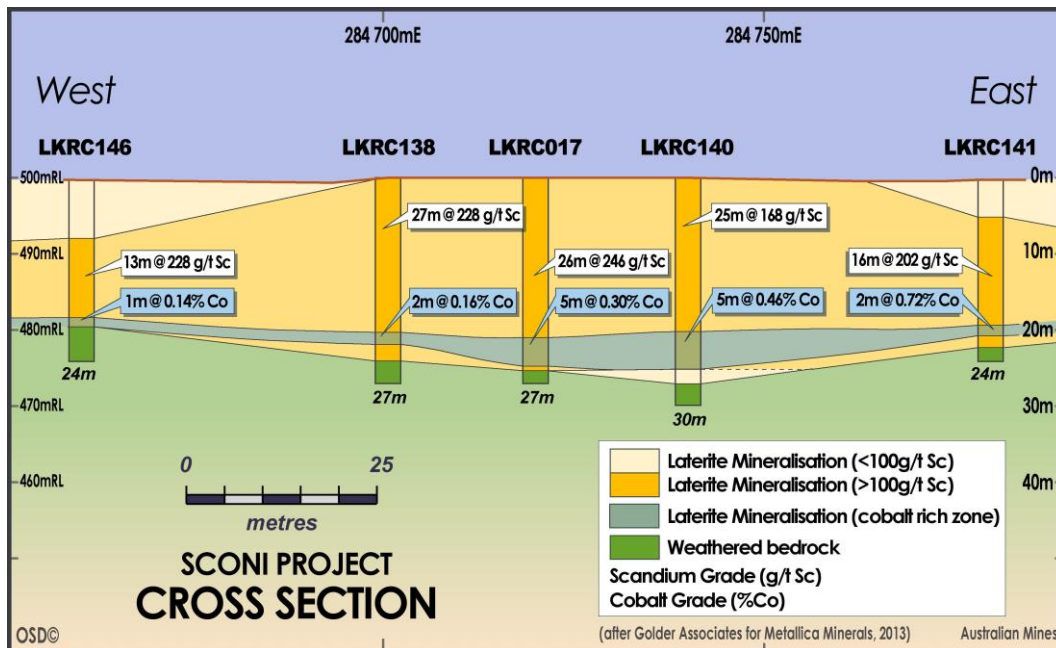 284 700mE 284 750mE
West East
LKRC146 LKRC138 LKRC017 LKRC140 LKRC141
500mRL 0m
27m @ 228 g/t Sc 25m @ 168 g/t Sc
490mRL 10m
13m @ 228 g/t Sc 26m @ 246 g/t Sc 16m @ 202 g/t Sc
1m @ 0.14% Co 2m @ 0.16% Co 5m @ 0.30% Co 5m @ 0.46% Co 2m @ 0.72% Co
480mRL 20m
24m 27m 27m 30m 24m
470mRL 30m
460mRL 40m
0 25
metres
Laterite Mineralisation (<100g/t Sc)
Laterite Mineralisation (>100g/t Sc)
Laterite Mineralisation (cobalt rich zone)
Weathered bedrock
Scandium Grade (g/t Sc)
Cobalt Grade (%Co)
SCONI PROJECT
CROSS SECTION
OSD© (after Golder Associates for Metallica Minerals, 2013) Australian Mines